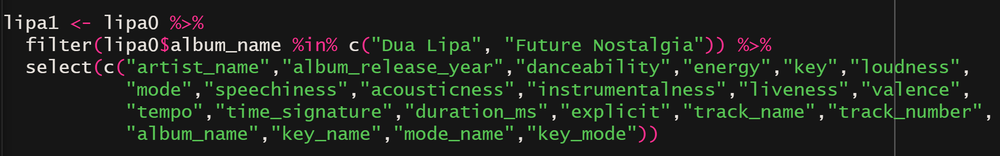 lipa1 <- lipa0 %>%
  filter(lipa0$album_name %in% c("Dua Lipa", "Future Nostalgia")) %>%
  select(c("artist_name","album_release_year","danceability","energy","key","loudness",
           "mode","speechiness","acousticness","instrumentalness","liveness","valence",
           "tempo","time_signature","duration_ms","explicit","track_name","track_number",
           "album_name","key_name","mode_name","key_mode"))